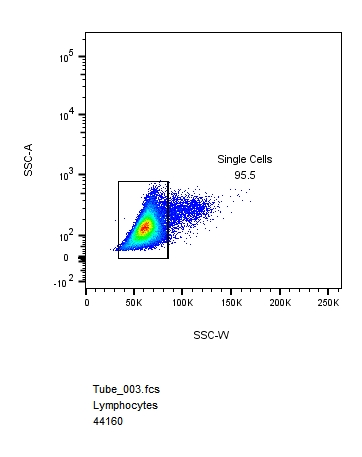 10^5
10^4
SSC-A
Single Cells
10^3
95.5
10^2
0
-10^2
0 50K 100K 150K 200K 250K
SSC-W
Tube_003.fcs
Lymphocytes
44160